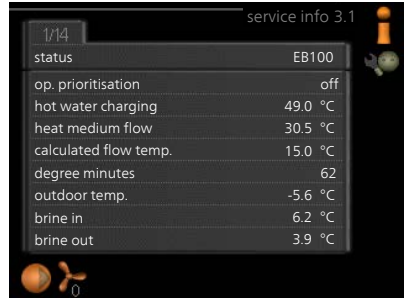 service info 3.1
1/14
status EB100
op. prioritisation off
hot water charging 49.0 °C
heat medium flow 30.5 °C
calculated flow temp. 15.0 °C
degree minutes 62
outdoor temp. -5.6 °C
brine in 6.2 °C
brine out 3.9 °C
0